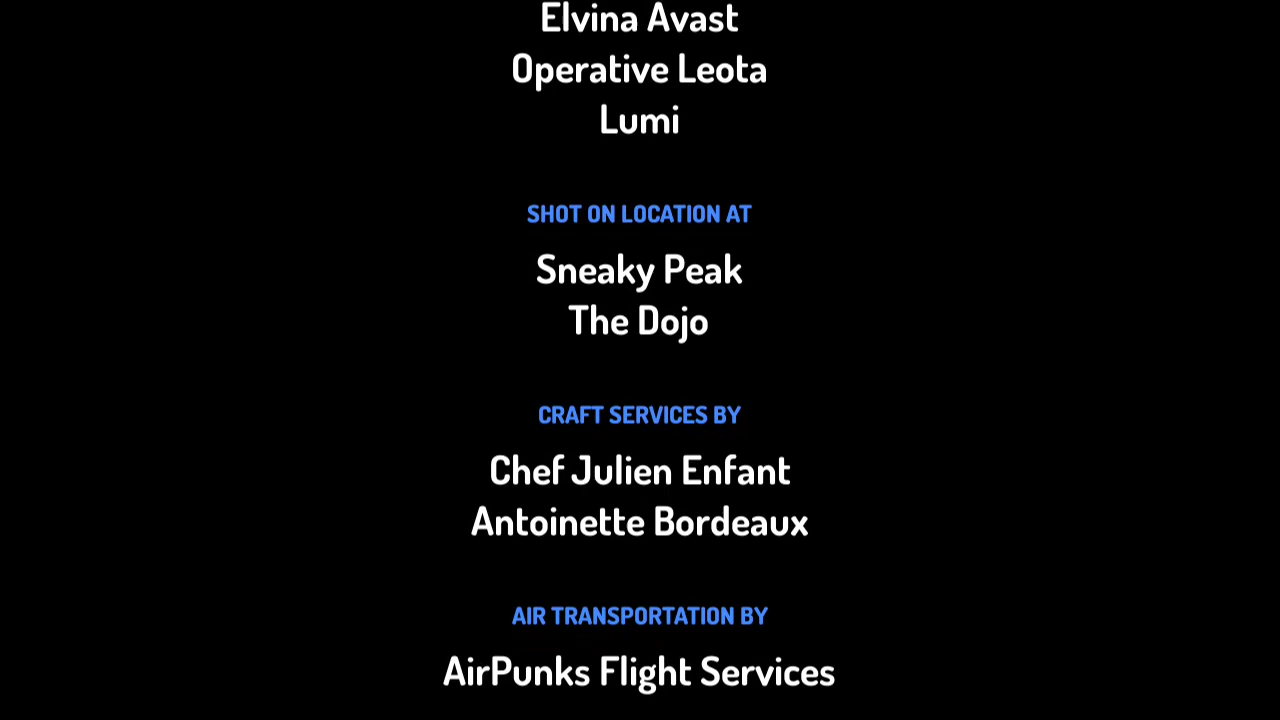 Elvina Avast
Operative Leota
Lumi
SHOT ON LOCATION AT
Sneaky Peak
The Dojo
CRAFT SERVICES BY
Chef Julien Enfant
Antoinette Bordeaux
AIR TRANSPORTATION BY
AirPunks Flight Services